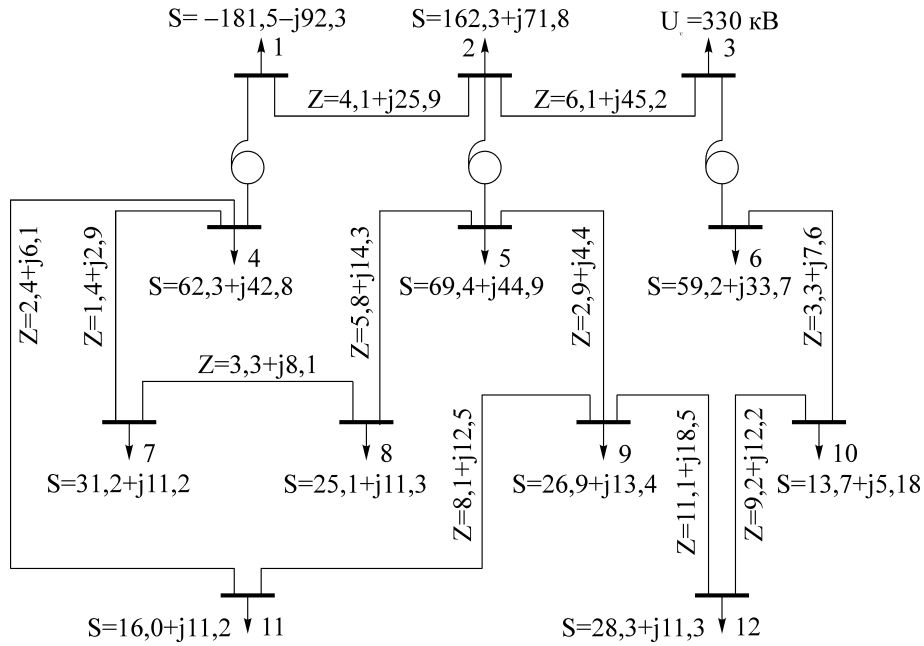 S= –181,5–j92,3
S=162,3+j71,8
U =330 кВ
1
2
3
Z=4,1+j25,9
Z=6,1+j45,2
4
5
6
S=62,3+j42,8
S=69,4+j44,9
S=59,2+j33,7
Z=2,4+j6,1
Z=1,4+j2,9
Z=5,8+j14,3
Z=2,9+j4,4
Z=3,3+j7,6
Z=3,3+j8,1
7
8
9
10
S=31,2+j11,2
S=25,1+j11,3
S=26,9+j13,4
S=13,7+j5,18
Z=8,1+j12,5
Z=11,1+j18,5
Z=9,2+j12,2
S=16,0+j11,2
11
S=28,3+j11,3
12